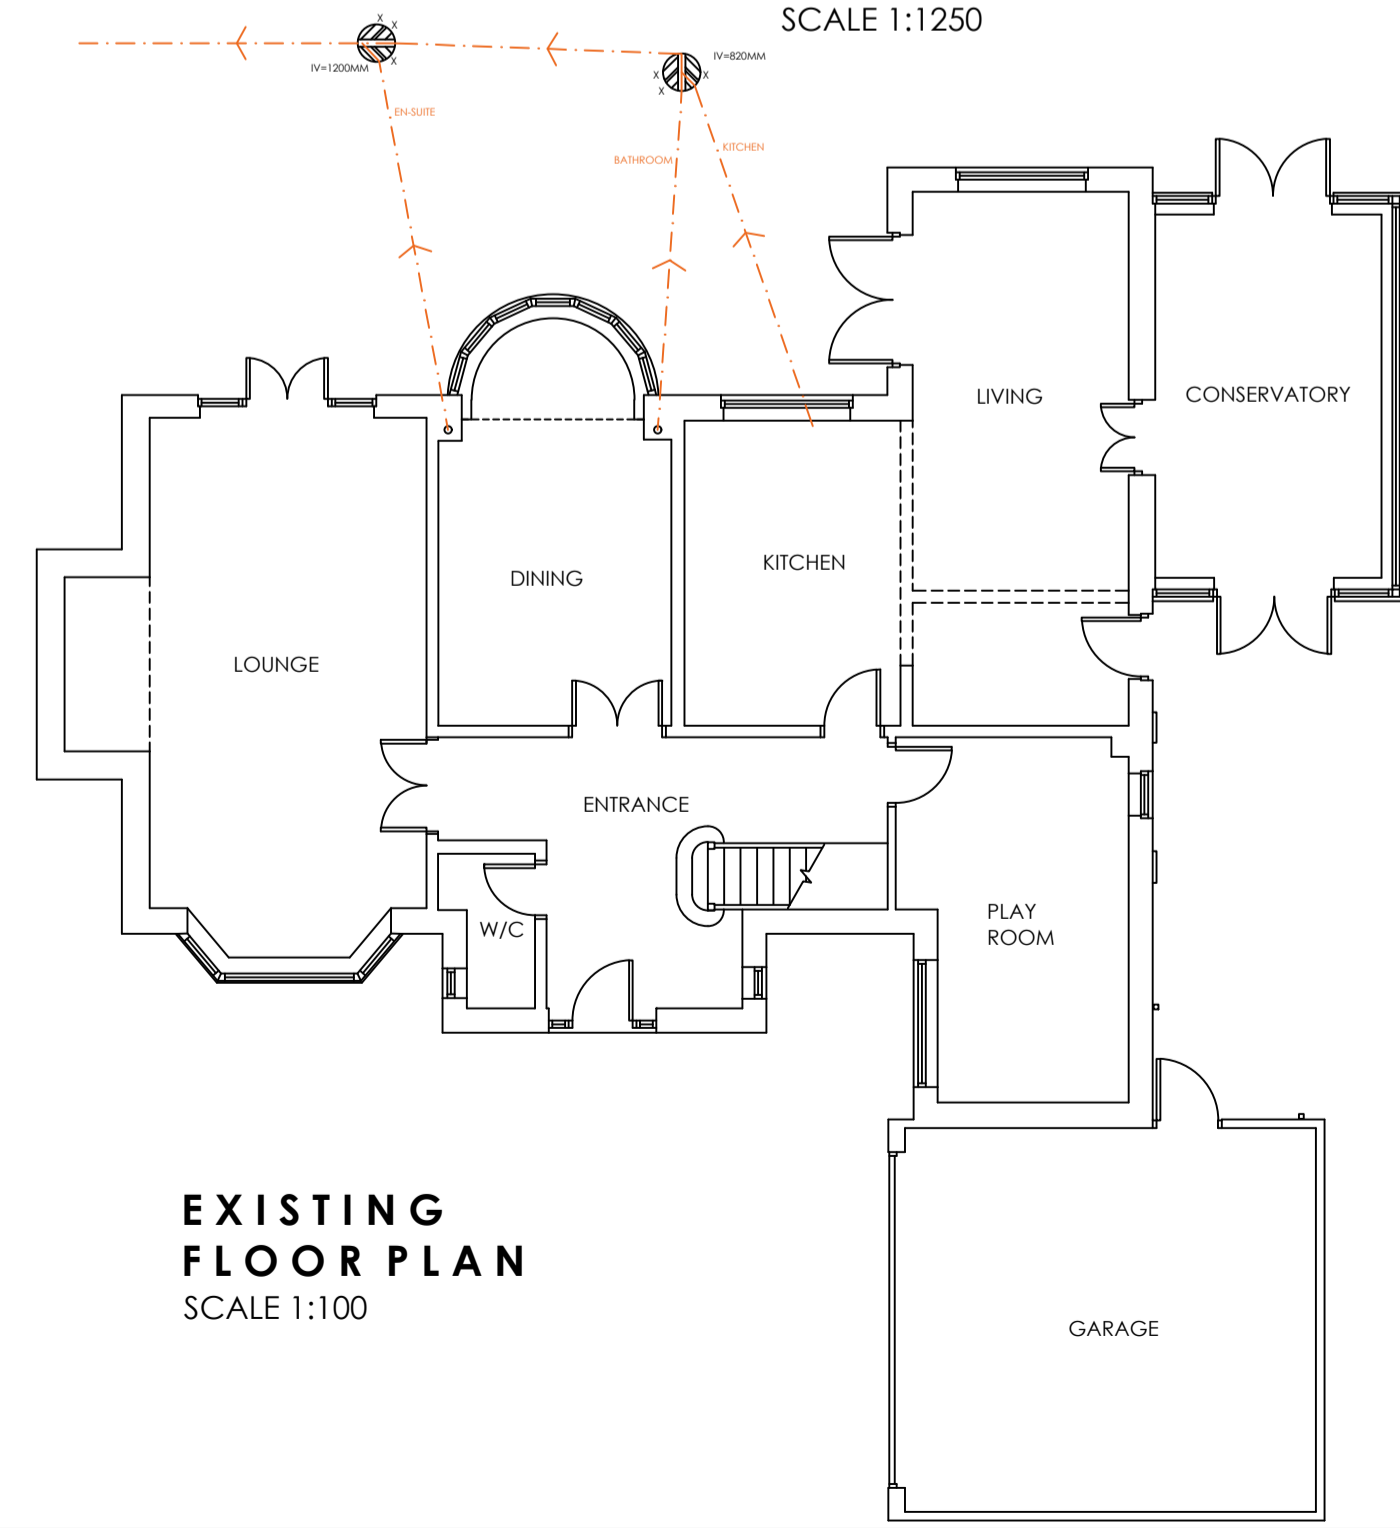 SCALE 1:1250
IV=1200MM
IV=820MM
EN-SUITE
BATHROOM
KITCHEN
LIVING
CONSERVATORY
DINING
KITCHEN
LOUNGE
ENTRANCE
W/C
PLAY
ROOM
EXISTING
FLOOR PLAN
SCALE 1:100
GARAGE
X
X
X
X
X
X